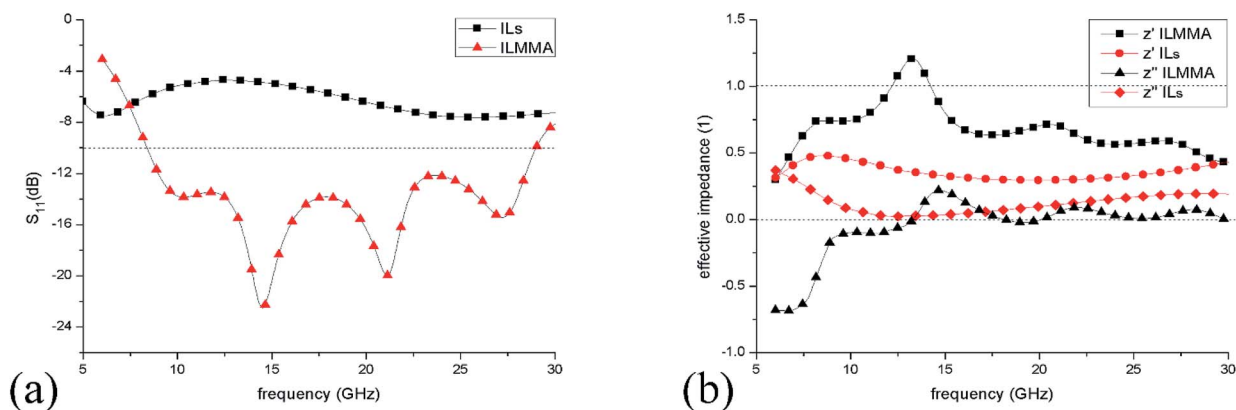 0
-4
-8
-12
-16
-20
-24
S11(dB)
5
10
15
20
25
30
frequency (GHz)
ILs
ILMMA
(a)
1.5
1.0
0.5
0.0
-0.5
-1.0
effective impedance (1)
5
10
15
20
25
30
frequency (GHz)
z' ILMMA
z' ILs
z'' ILMMA
z'' ILs
(b)